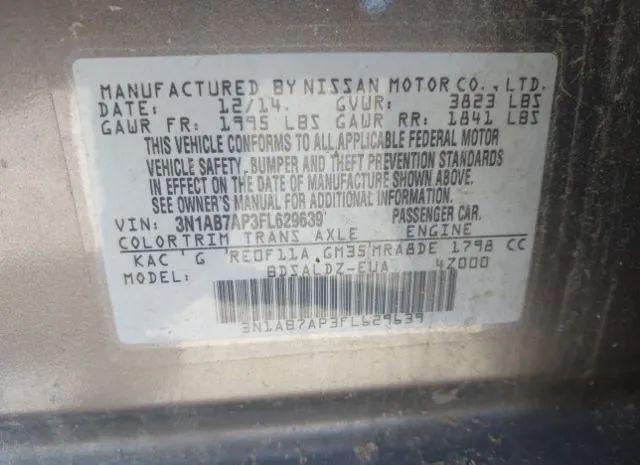 MANUFACTURED BY NISSAN MOTOR CO., LTD.
DATE: 12/14. GVWR: 3823 LBS
GAWR FR: 1995 LBS GAWR RR: 1841 LBS
THIS VEHICLE CONFORMS TO ALL APPLICABLE FEDERAL MOTOR
VEHICLE SAFETY, BUMPER AND THEFT PREVENTION STANDARDS
IN EFFECT ON THE DATE OF MANUFACTURE SHOWN ABOVE.
SEE OWNER'S MANUAL FOR ADDITIONAL INFORMATION.
VIN: 3N1AB7AP3FL629639 PASSENGER CAR.
COLOR TRIM TRANS AXLE ENGINE
KAC G RE0F11A GM35 MRA8DE 1798 CC
MODEL: BDSALDZ-EUA 4Z000
3N1AB7AP3FL629639